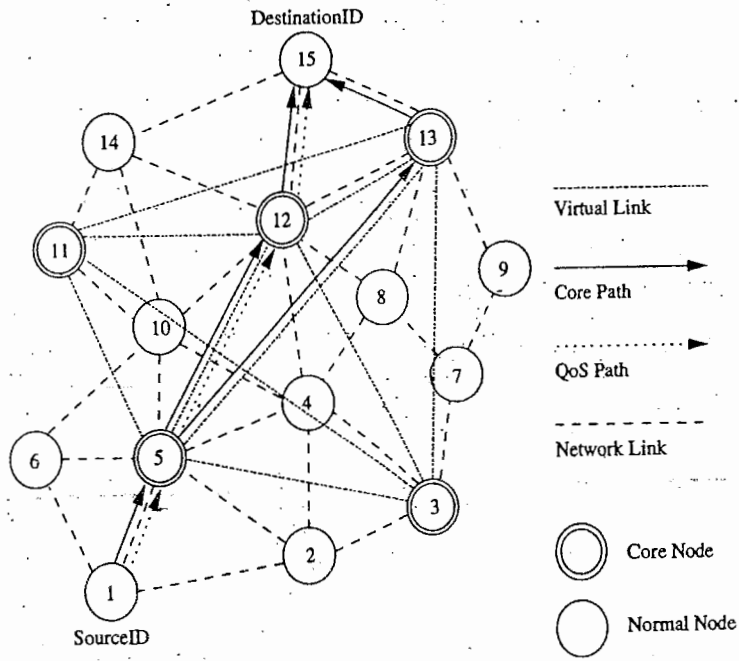 DestinationID
15
14
13
12
11
9
8
10
7
4
6
5
3
2
1
SourceID
Virtual Link
Core Path
QoS Path
Network Link
Core Node
Normal Node